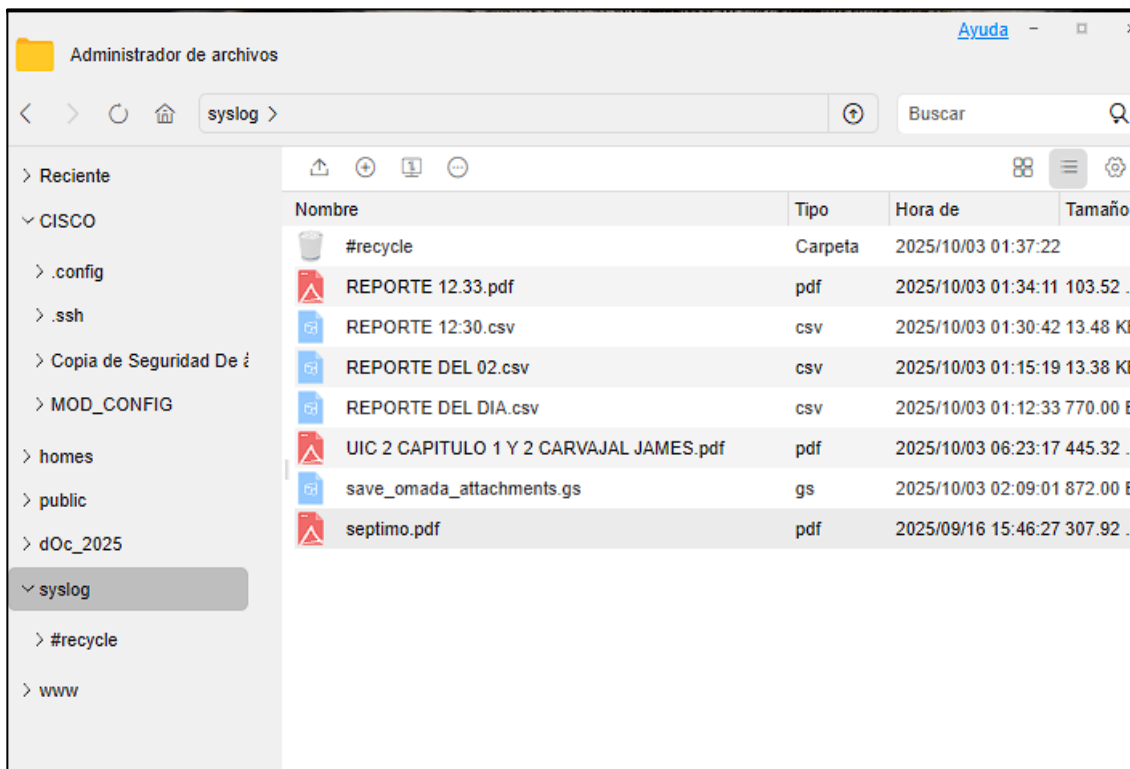 Ayuda
Administrador de archivos
syslog >
Buscar
Reciente
CISCO
.config
.ssh
Copia de Seguridad De
MOD_CONFIG
homes
public
dOc_2025
syslog
#recycle
www
Nombre Tipo Hora de Tamaño
#recycle Carpeta 2025/10/03 01:37:22
REPORTE 12.33.pdf pdf 2025/10/03 01:34:11 103.52 .
REPORTE 12:30.csv csv 2025/10/03 01:30:42 13.48
REPORTE DEL 02.csv csv 2025/10/03 01:15:19 13.38
REPORTE DEL DIA.csv csv 2025/10/03 01:12:33 770.00
UIC 2 CAPITULO 1 Y 2 CARVAJAL JAMES.pdf pdf 2025/10/03 06:23:17 445.32 .
save_omada_attachments.gs gs 2025/10/03 02:09:01 872.00
septimo.pdf pdf 2025/09/16 15:46:27 307.92 .